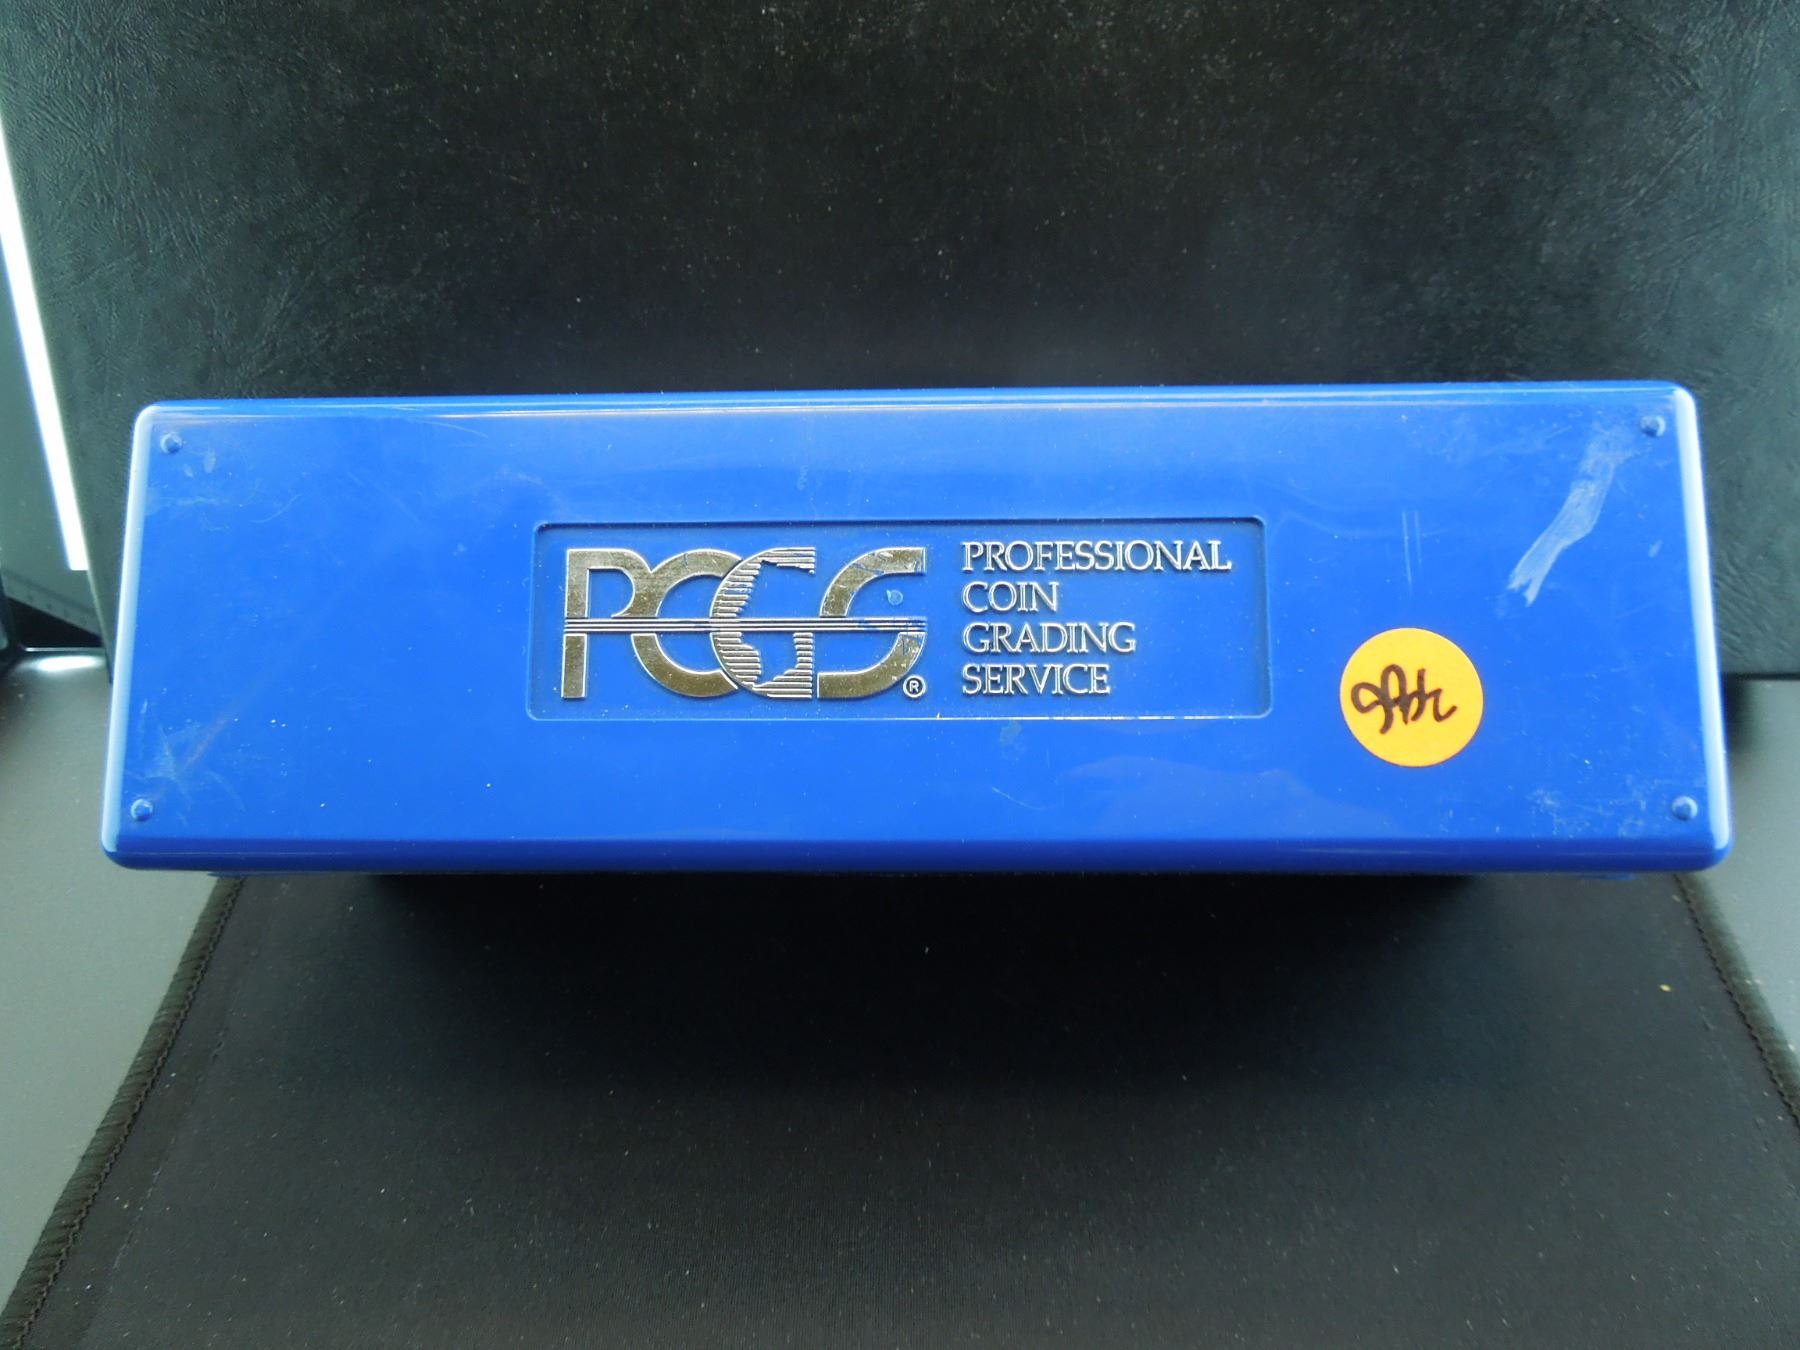 PCGS®
PROFESSIONAL
COIN
GRADING
SERVICE